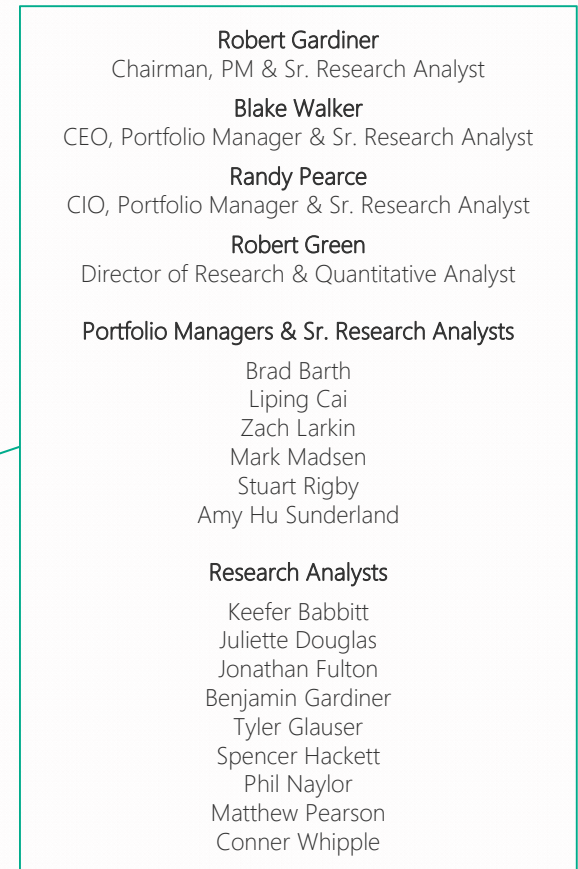 Robert Gardiner
Chairman, PM & Sr. Research Analyst
Blake Walker
CEO, Portfolio Manager & Sr. Research Analyst
Randy Pearce
CIO, Portfolio Manager & Sr. Research Analyst
Robert Green
Director of Research & Quantitative Analyst
Portfolio Managers & Sr. Research Analysts
Brad Barth
Liping Cai
Zach Larkin
Mark Madsen
Stuart Rigby
Amy Hu Sunderland
Research Analysts
Keefer Babbitt
Juliette Douglas
Jonathan Fulton
Benjamin Gardiner
Tyler Glauser
Spencer Hackett
Phil Naylor
Matthew Pearson
Conner Whipple